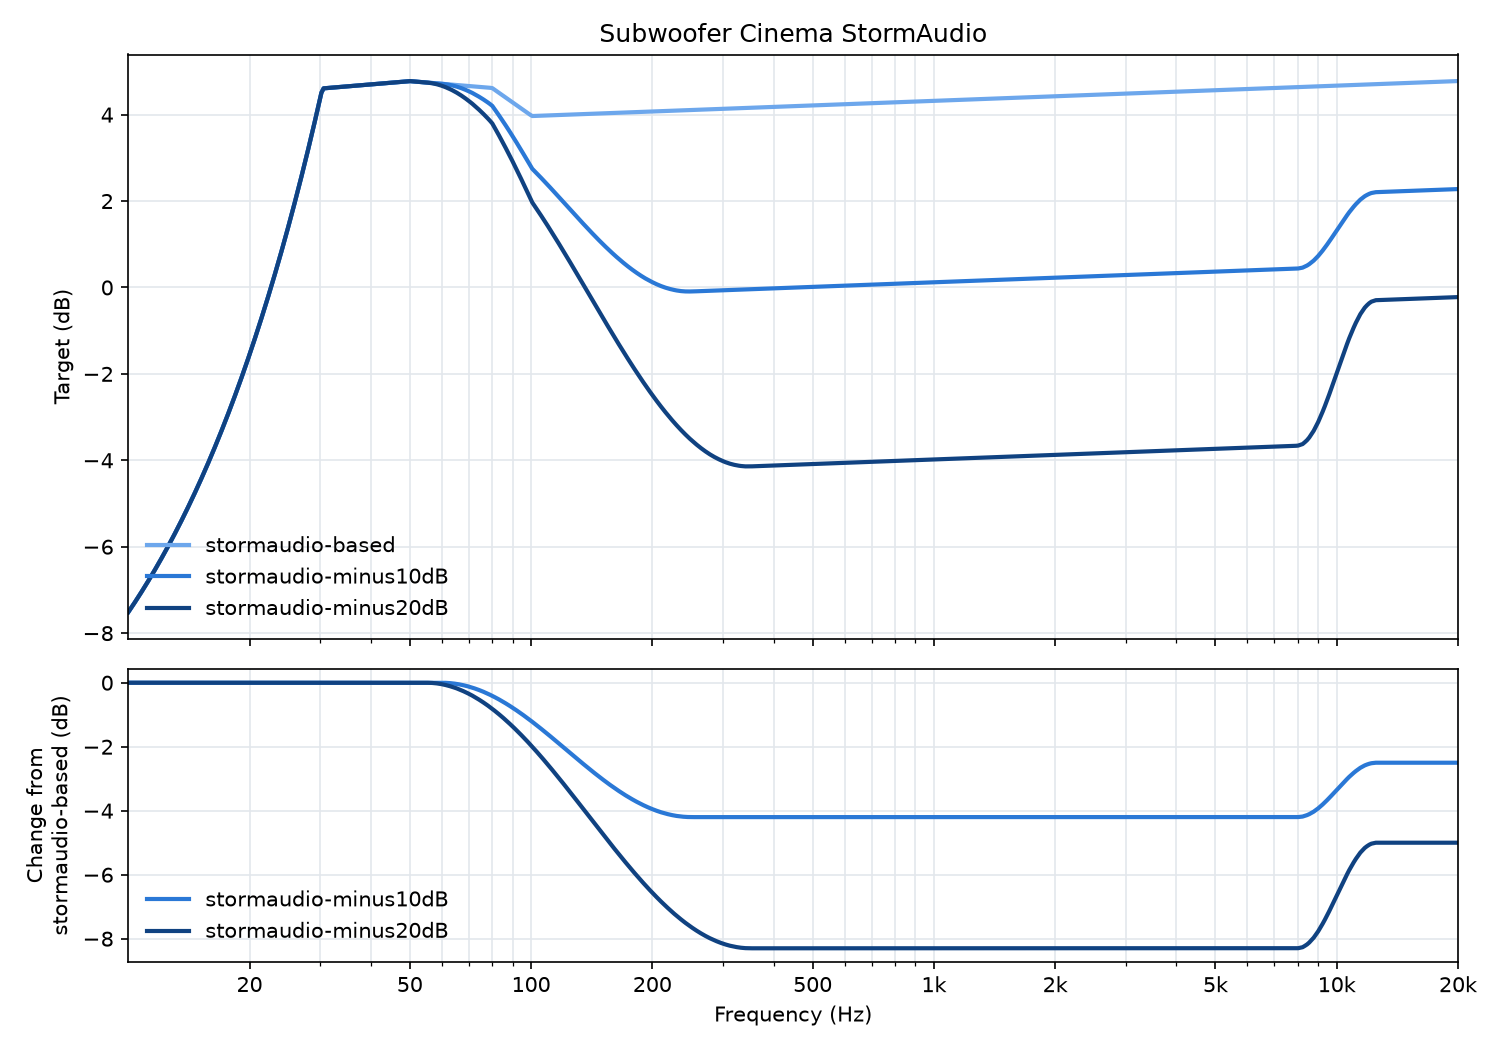 Subwoofer Cinema StormAudio
Target (dB)
4
2
0
−2
−4
−6
−8
stormaudio-based
stormaudio-minus10dB
stormaudio-minus20dB
Change from
stormaudio-based (dB)
0
−2
−4
−6
−8
stormaudio-minus10dB
stormaudio-minus20dB
20 50 100 200 500 1k 2k 5k 10k 20k
Frequency (Hz)